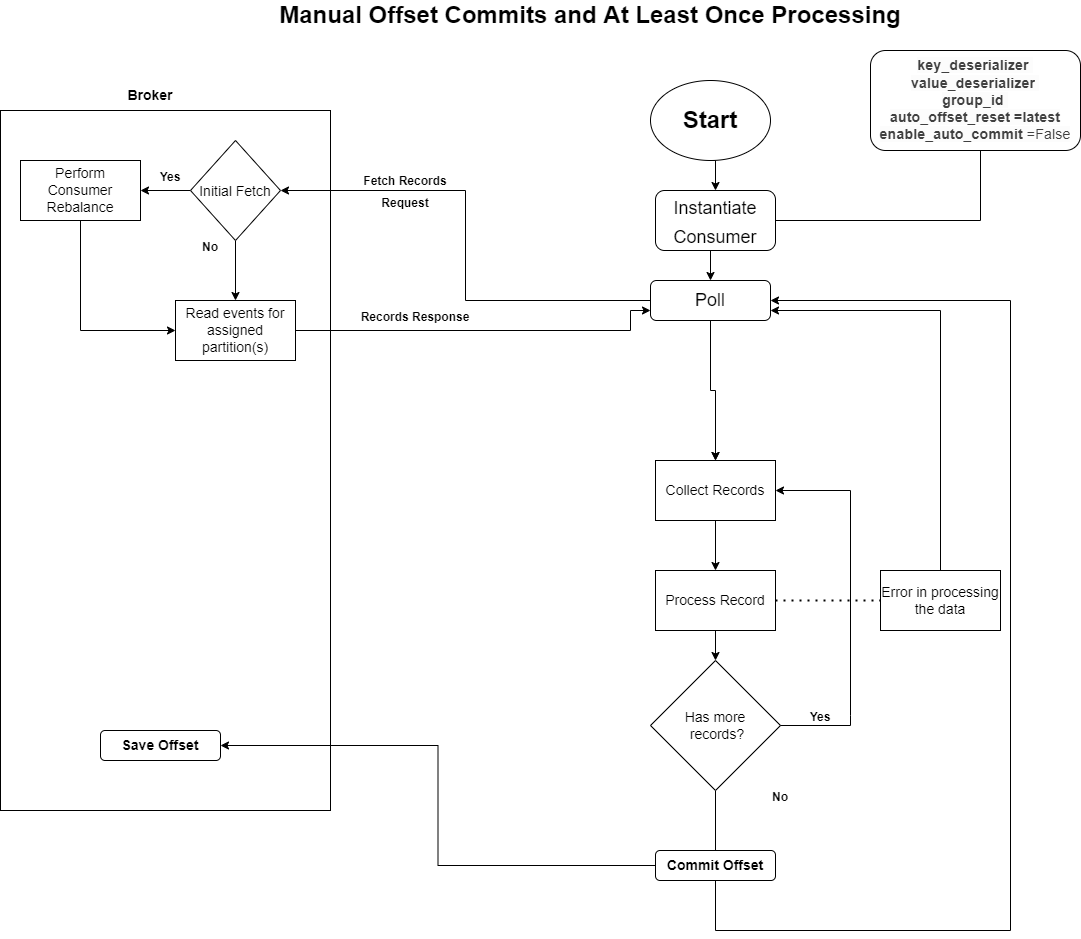 Manual Offset Commits and At Least Once Processing
key_deserializer
value_deserializer
group_id
auto_offset_reset =latest
enable_auto_commit =False
Broker
Start
Perform
Consumer
Rebalance
Yes
Initial Fetch
Fetch Records
Request
Instantiate
Consumer
No
Poll
Read events for
assigned
partition(s)
Records Response
Collect Records
Process Record
Error in processing
the data
Has more
records?
Yes
Save Offset
No
Commit Offset